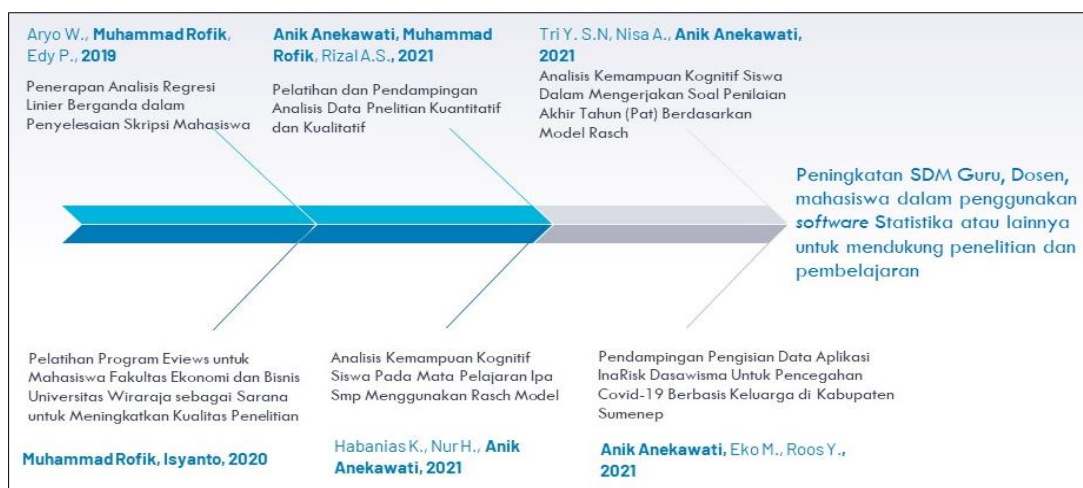 Aryo W., Muhammad Rofik,
Edy P., 2019
Penerapan Analisis Regresi
Linier Berganda dalam
Penyelesaian Skripsi Mahasiswa
Anik Anekawati, Muhammad
Rofik, Rizal A.S., 2021
Pelatihan dan Pendampingan
Analisis Data Pnelitian Kuantitatif
dan Kualitatif
Tri Y. S.N, Nisa A., Anik Anekawati,
2021
Analisis Kemampuan Kognitif Siswa
Dalam Mengerjakan Soal Penilaian
Akhir Tahun (Pat) Berdasarkan
Model Rasch
Peningkatan SDM Guru, Dosen,
mahasiswa dalam penggunakan
software Statistika atau lainnya
untuk mendukung penelitian dan
pembelajaran
Pelatihan Program Eviews untuk
Mahasiswa Fakultas Ekonomi dan Bisnis
Universitas Wiraraja sebagai Sarana
untuk Meningkatkan Kualitas Penelitian
Muhammad Rofik, Isyanto, 2020
Analisis Kemampuan Kognitif
Siswa Pada Mata Pelajaran Ipa
Smp Menggunakan Rasch Model
Habanias K., Nur H., Anik
Anekawati, 2021
Pendampingan Pengisian Data Aplikasi
InaRisk Dasawisma Untuk Pencegahan
Covid-19 Berbasis Keluarga di Kabupaten
Sumenep
Anik Anekawati, Eko M., Roos Y.,
2021